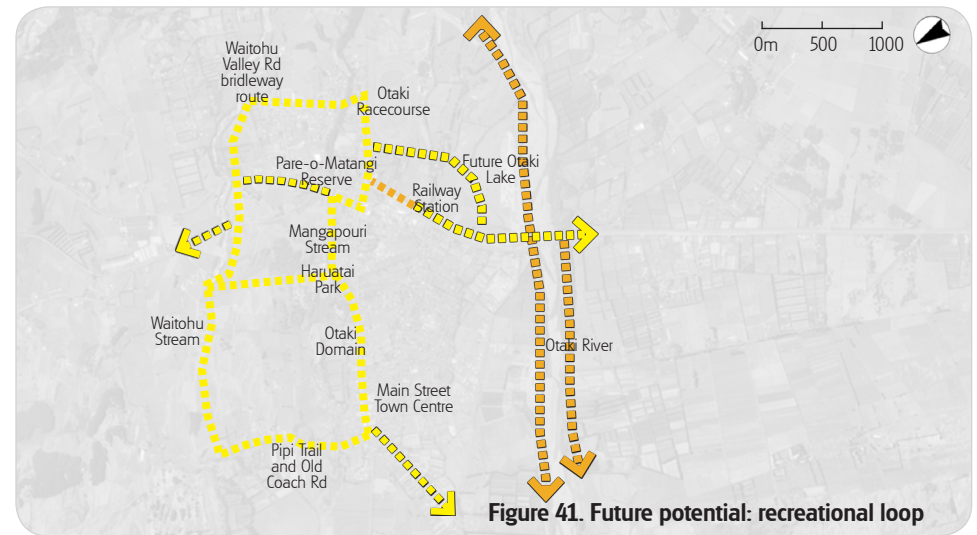 0m 500 1000
Waitohu
Valley Rd
bridleway
route
Otaki
Racecourse
Pare-o-Matangi
Reserve
Future Otaki
Lake
Railway
Station
Mangapouri
Stream
Haruatai
Park
Waitohu
Stream
Otaki
Domain
Otaki River
Main Street
Town Centre
Pipi Trail
and Old
Coach Rd
Figure 41. Future potential: recreational loop